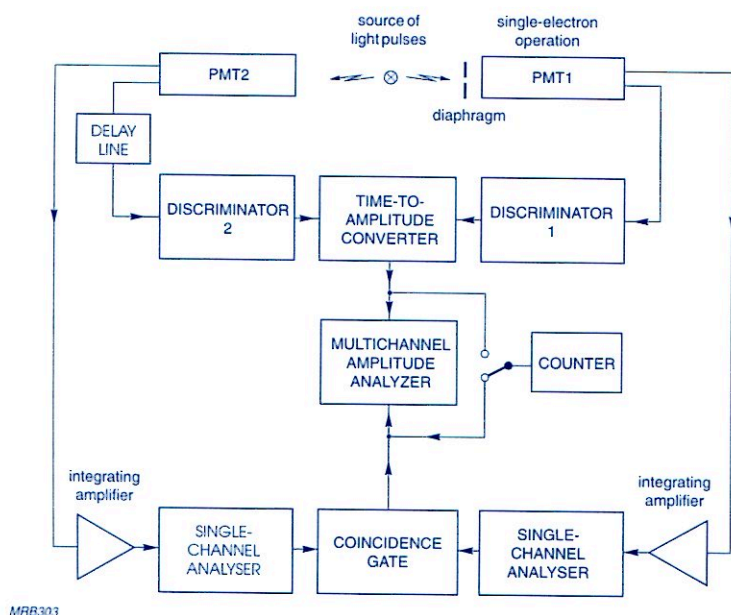 source of
light pulses
single-electron
operation
PMT2
PMT1
diaphragm
DELAY
LINE
DISCRIMINATOR
2
TIME-TO-
AMPLITUDE
CONVERTER
DISCRIMINATOR
1
MULTICHANNEL
AMPLITUDE
ANALYZER
COUNTER
integrating
amplifier
integrating
amplifier
SINGLE-
CHANNEL
ANALYSER
COINCIDENCE
GATE
SINGLE-
CHANNEL
ANALYSER
MRB303